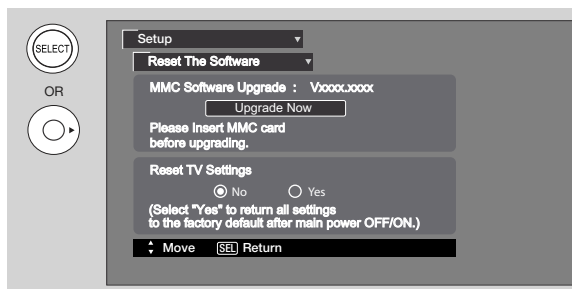 SELECT
OR
Setup
Reset The Software
MMC Software Upgrade : Vxxxx.xxxx
Upgrade Now
Please Insert MMC card
before upgrading.
Reset TV Settings
No Yes
(Select "Yes" to return all settings
to the factory default after main power OFF/ON.)
Move SEL Return